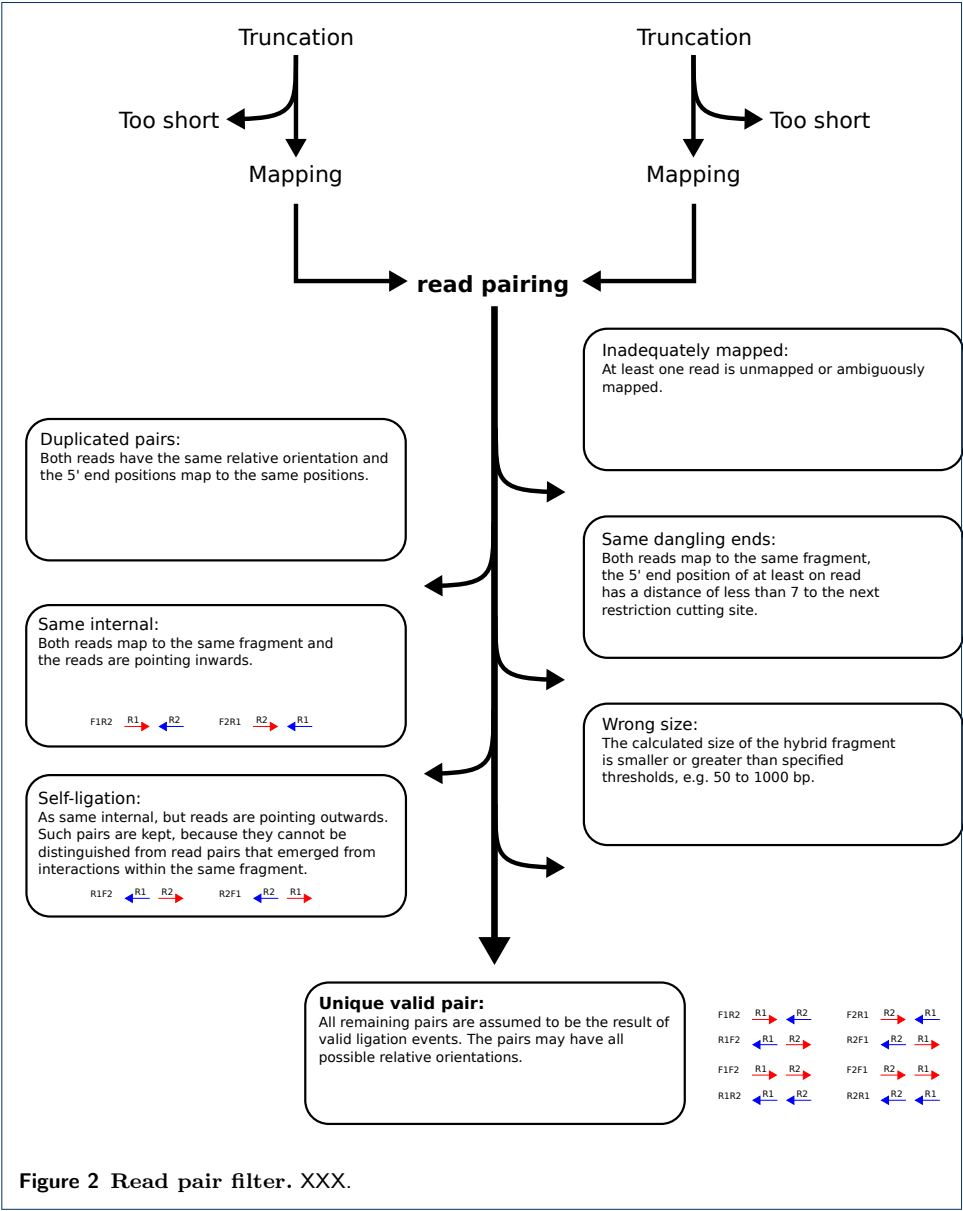 Truncation
Truncation
Too short
Too short
Mapping
Mapping
read pairing
Inadequately mapped:
At least one read is unmapped or ambiguously
mapped.
Duplicated pairs:
Both reads have the same relative orientation and
the 5' end positions map to the same positions.
Same dangling ends:
Both reads map to the same fragment,
the 5' end position of at least on read
has a distance of less than 7 to the next
restriction cutting site.
Same internal:
Both reads map to the same fragment and
the reads are pointing inwards.
F1R2 R1 R2 F2R1 R2 R1
Wrong size:
The calculated size of the hybrid fragment
is smaller or greater than specified
thresholds, e.g. 50 to 1000 bp.
Self-ligation:
As same internal, but reads are pointing outwards.
Such pairs are kept, because they cannot be
distinguished from read pairs that emerged from
interactions within the same fragment.
R1F2 R1 R2 R2F1 R2 R1
Unique valid pair:
All remaining pairs are assumed to be the result of
valid ligation events. The pairs may have all
possible relative orientations.
F1R2 R1 R2 F2R1 R2 R1
R1F2 R1 R2 R2F1 R2 R1
F1F2 R1 R2 F2F1 R2 R1
R1R2 R1 R2 R2R1 R2 R1
Figure 2 Read pair filter. XXX.